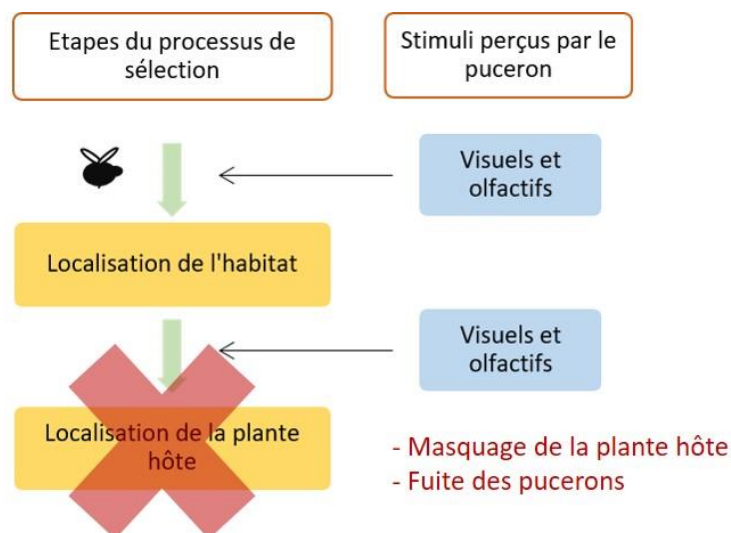 Etapes du processus de
sélection
Stimuli perçus par le
puceron
Visuels et
olfactifs
Localisation de l'habitat
Visuels et
olfactifs
Localisation de la plante
hôte
- Masquage de la plante hôte
- Fuite des pucerons